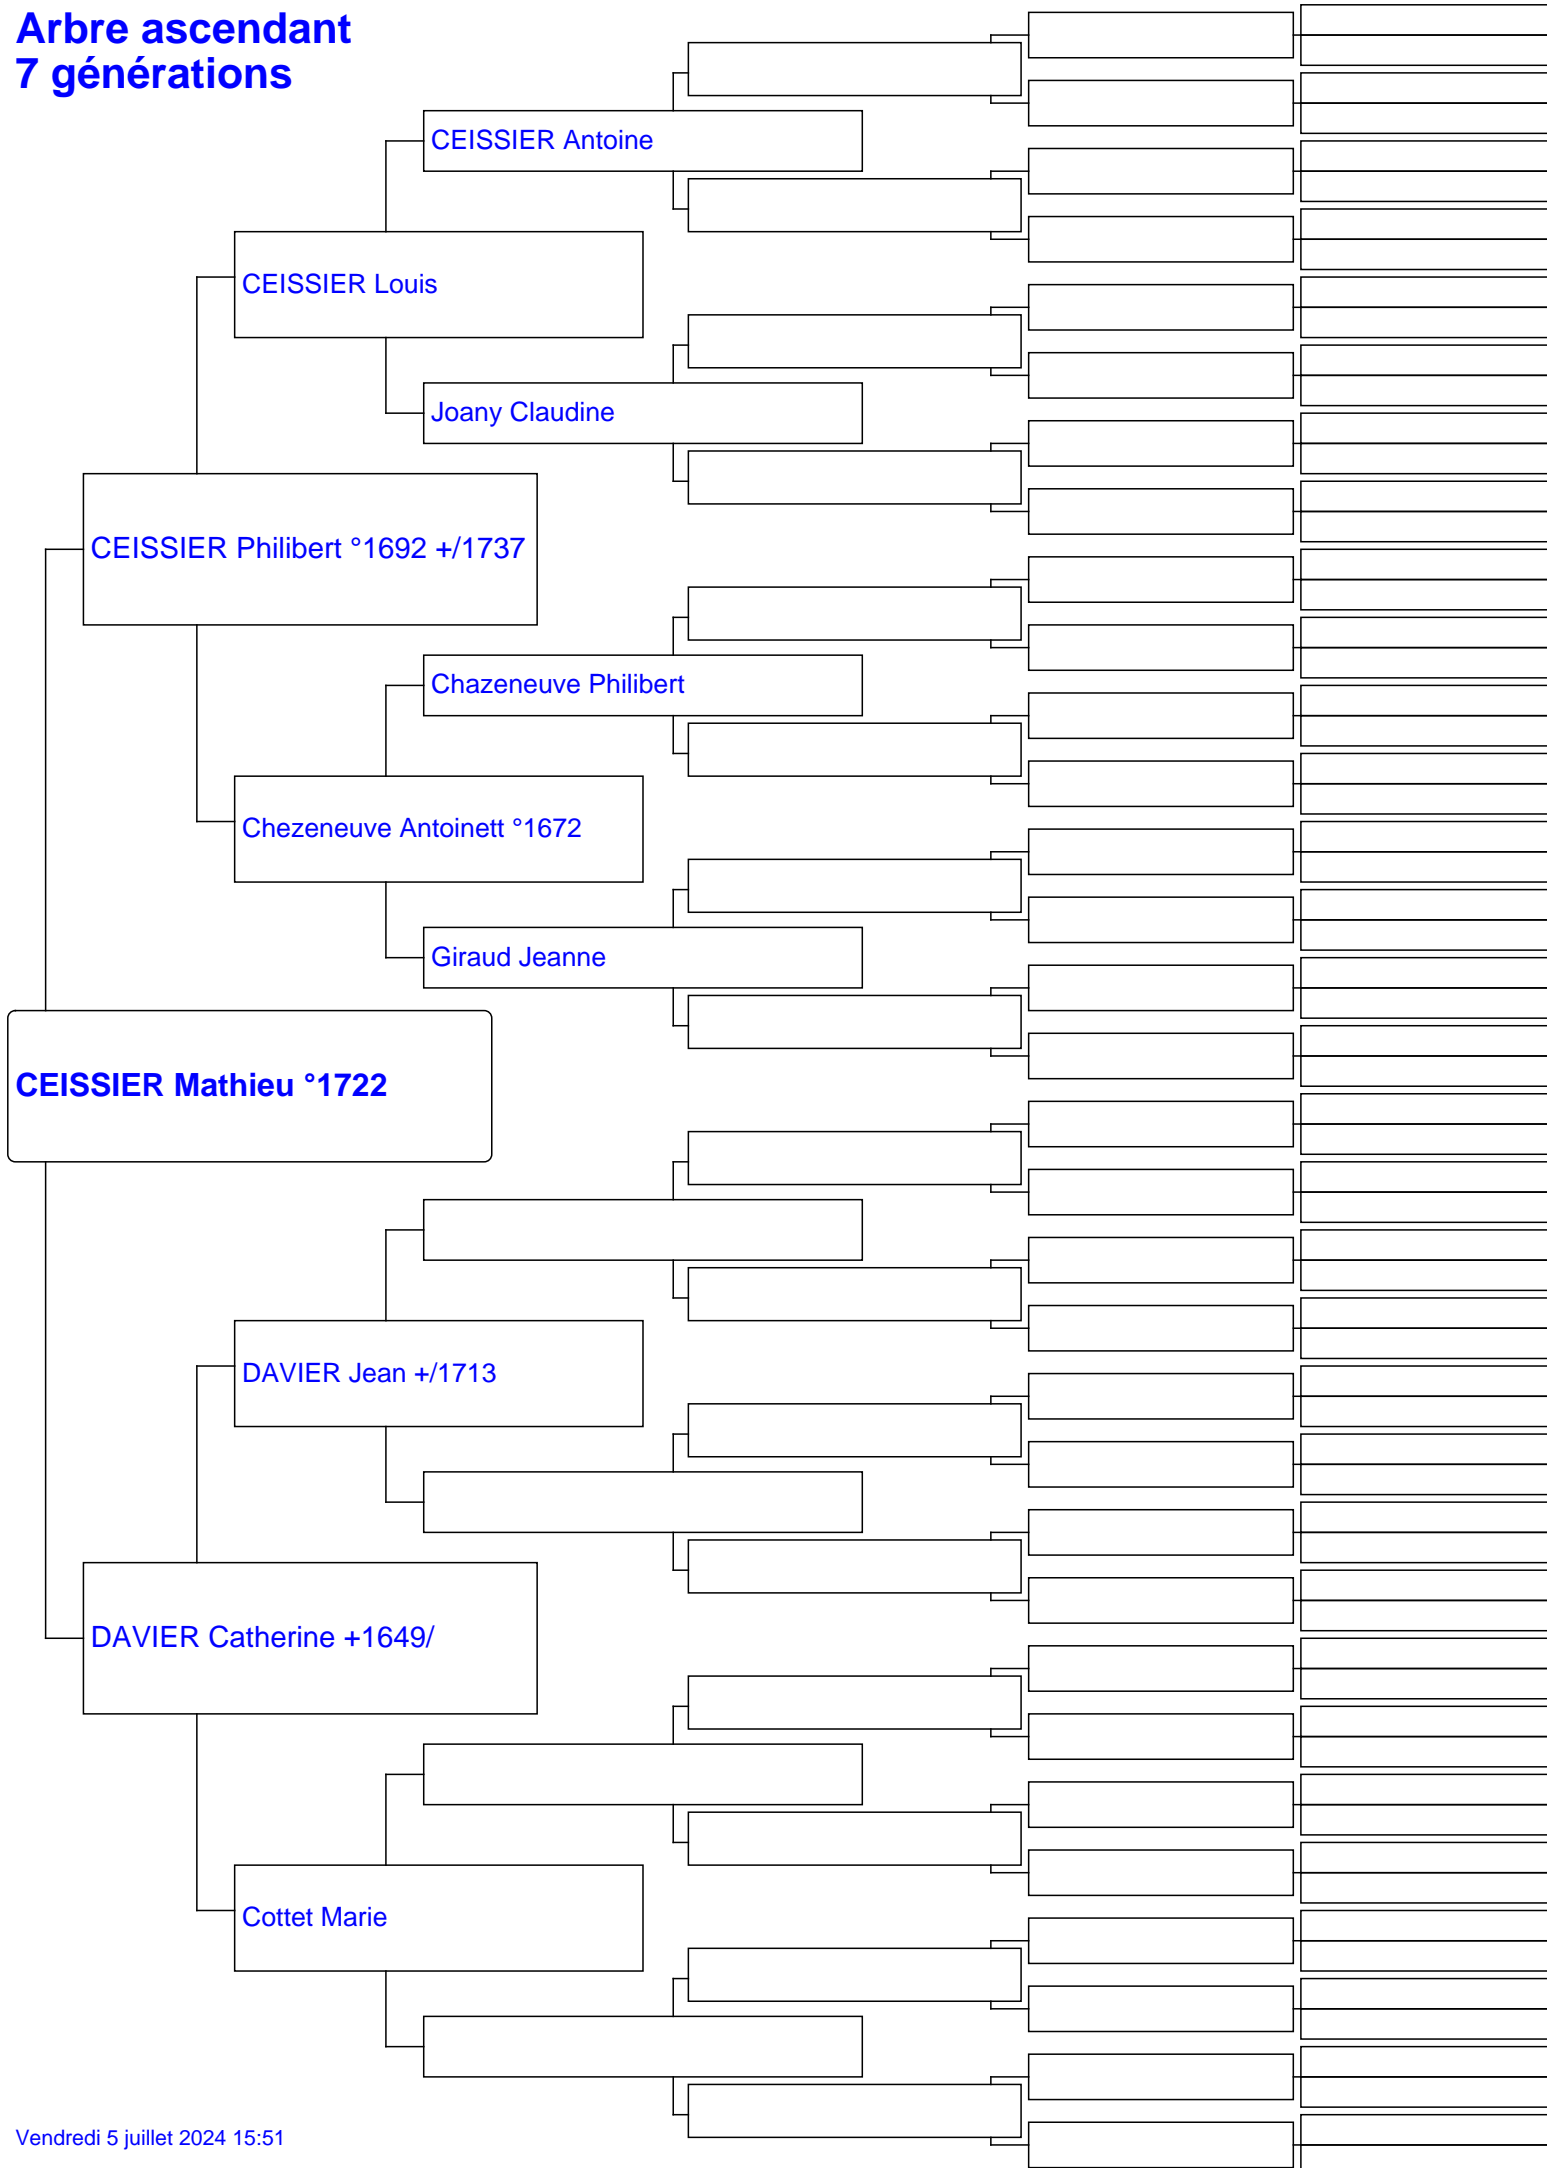 Arbre ascendant
7 générations
CEISSIER Antoine
CEISSIER Louis
Joany Claudine
CEISSIER Philibert °1692 +/1737
Chazeneuve Philibert
Chezeneuve Antoinett °1672
Giraud Jeanne
CEISSIER Mathieu °1722
DAVIER Jean +/1713
DAVIER Catherine +1649/
Cottet Marie
Vendredi 5 juillet 2024 15:51